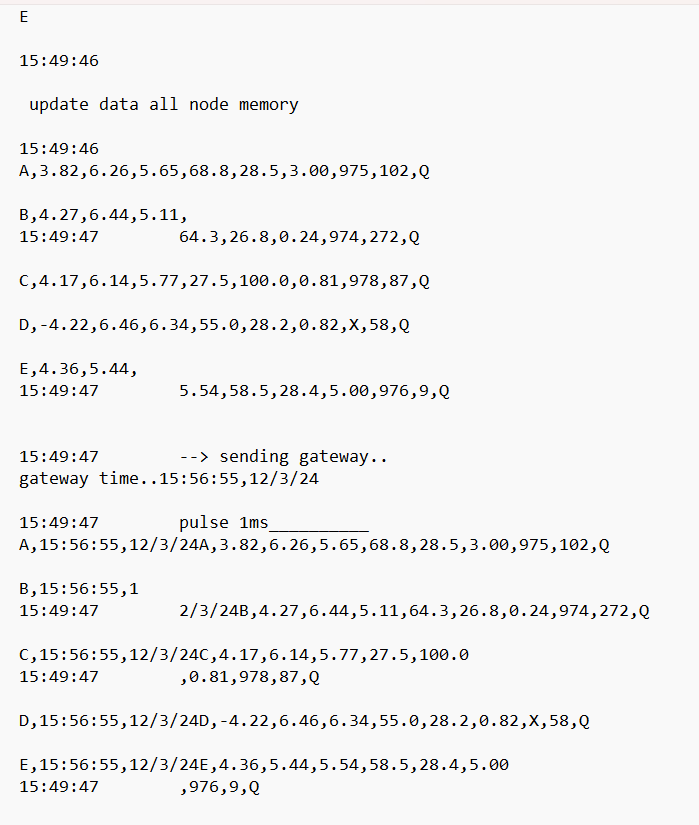 E
15:49:46
update data all node memory
15:49:46
A,3.82,6.26,5.65,68.8,28.5,3.00,975,102,Q
B,4.27,6.44,5.11,
15:49:47 64.3,26.8,0.24,974,272,Q
C,4.17,6.14,5.77,27.5,100.0,0.81,978,87,Q
D,-4.22,6.46,6.34,55.0,28.2,0.82,X,58,Q
E,4.36,5.44,
15:49:47 5.54,58.5,28.4,5.00,976,9,Q
15:49:47 --> sending gateway..
gateway time..15:56:55,12/3/24
15:49:47 pulse 1ms__________
A,15:56:55,12/3/24A,3.82,6.26,5.65,68.8,28.5,3.00,975,102,Q
B,15:56:55,1
15:49:47 2/3/24B,4.27,6.44,5.11,64.3,26.8,0.24,974,272,Q
C,15:56:55,12/3/24C,4.17,6.14,5.77,27.5,100.0
15:49:47 ,0.81,978,87,Q
D,15:56:55,12/3/24D,-4.22,6.46,6.34,55.0,28.2,0.82,X,58,Q
E,15:56:55,12/3/24E,4.36,5.44,5.54,58.5,28.4,5.00
15:49:47 ,976,9,Q